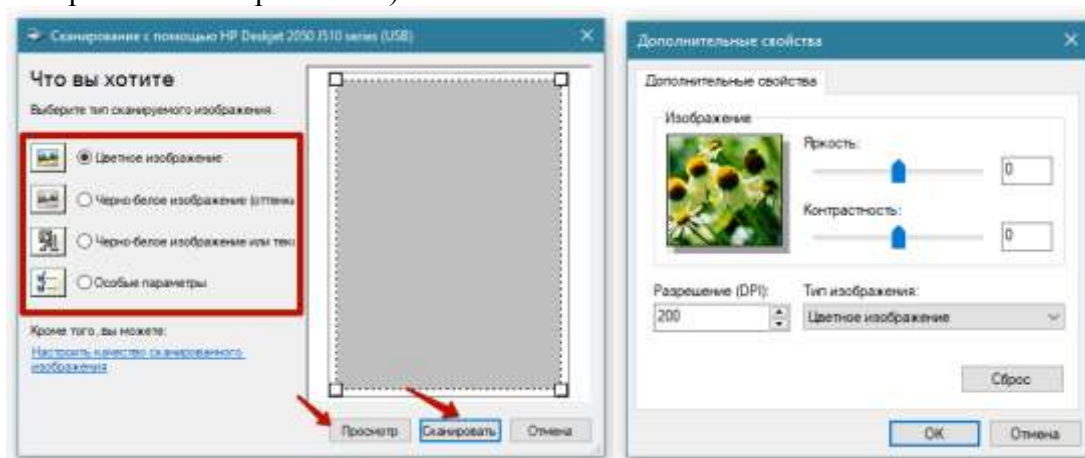 Сканирование с помощью HP Deskjet 2050 J510 series (USB)
Что вы хотите
Выберите тип сканируемого изображения.
Цветное изображение
Черно-белое изображение (оттенки
Черно-белое изображение или текс
Особые параметры
Кроме того, вы можете:
Настроить качество сканированного
изображения
Просмотр
Сканировать
Отмена
Дополнительные свойства
Дополнительные свойства
Изображение
Яркость:
0
Контрастность:
0
Разрешение (DPI):
Тип изображения:
200
Цветное изображение
Сброс
OK
Отмена